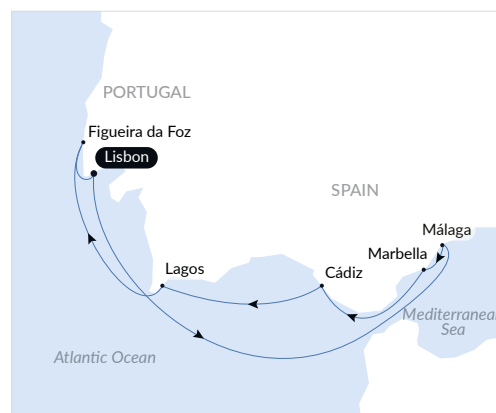 PORTUGAL
Figueira da Foz
Lisbon
SPAIN
Málaga
Marbella
Lagos
Cádiz
Mediterranean
Sea
Atlantic Ocean